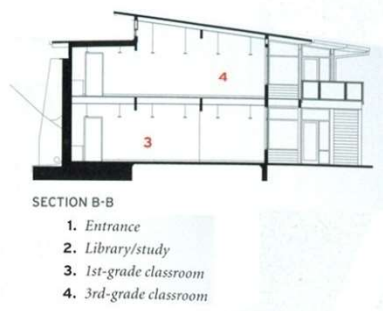 4
3
SECTION B-B
1. Entrance
2. Library/study
3. 1st-grade classroom
4. 3rd-grade classroom